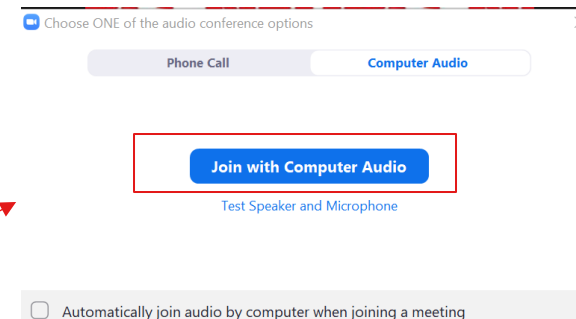 Choose ONE of the audio conference options
Phone Call
Computer Audio
Join with Computer Audio
Test Speaker and Microphone
Automatically join audio by computer when joining a meeting